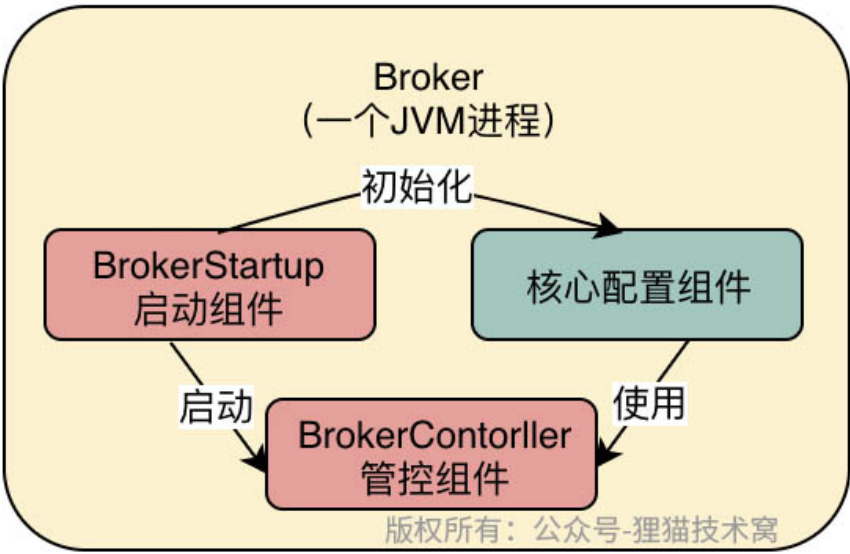 Broker
（一个JVM进程）
初始化
BrokerStartup
启动组件
核心配置组件
启动
使用
BrokerContorller
管控组件
版权所有：公众号-狸猫技术窝